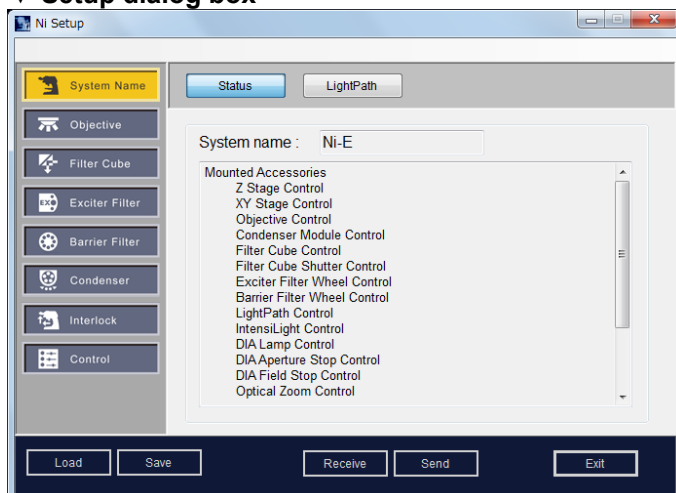 ▼ Setup dialog box
Ni Setup
System Name
Objective
Filter Cube
Exciter Filter
Barrier Filter
Condenser
Interlock
Control
Status
LightPath
System name : Ni-E
Mounted Accessories
Z Stage Control
XY Stage Control
Objective Control
Condenser Module Control
Filter Cube Control
Filter Cube Shutter Control
Exciter Filter Wheel Control
Barrier Filter Wheel Control
LightPath Control
IntensiLight Control
DIA Lamp Control
DIA Aperture Stop Control
DIA Field Stop Control
Optical Zoom Control
Load
Save
Receive
Send
Exit